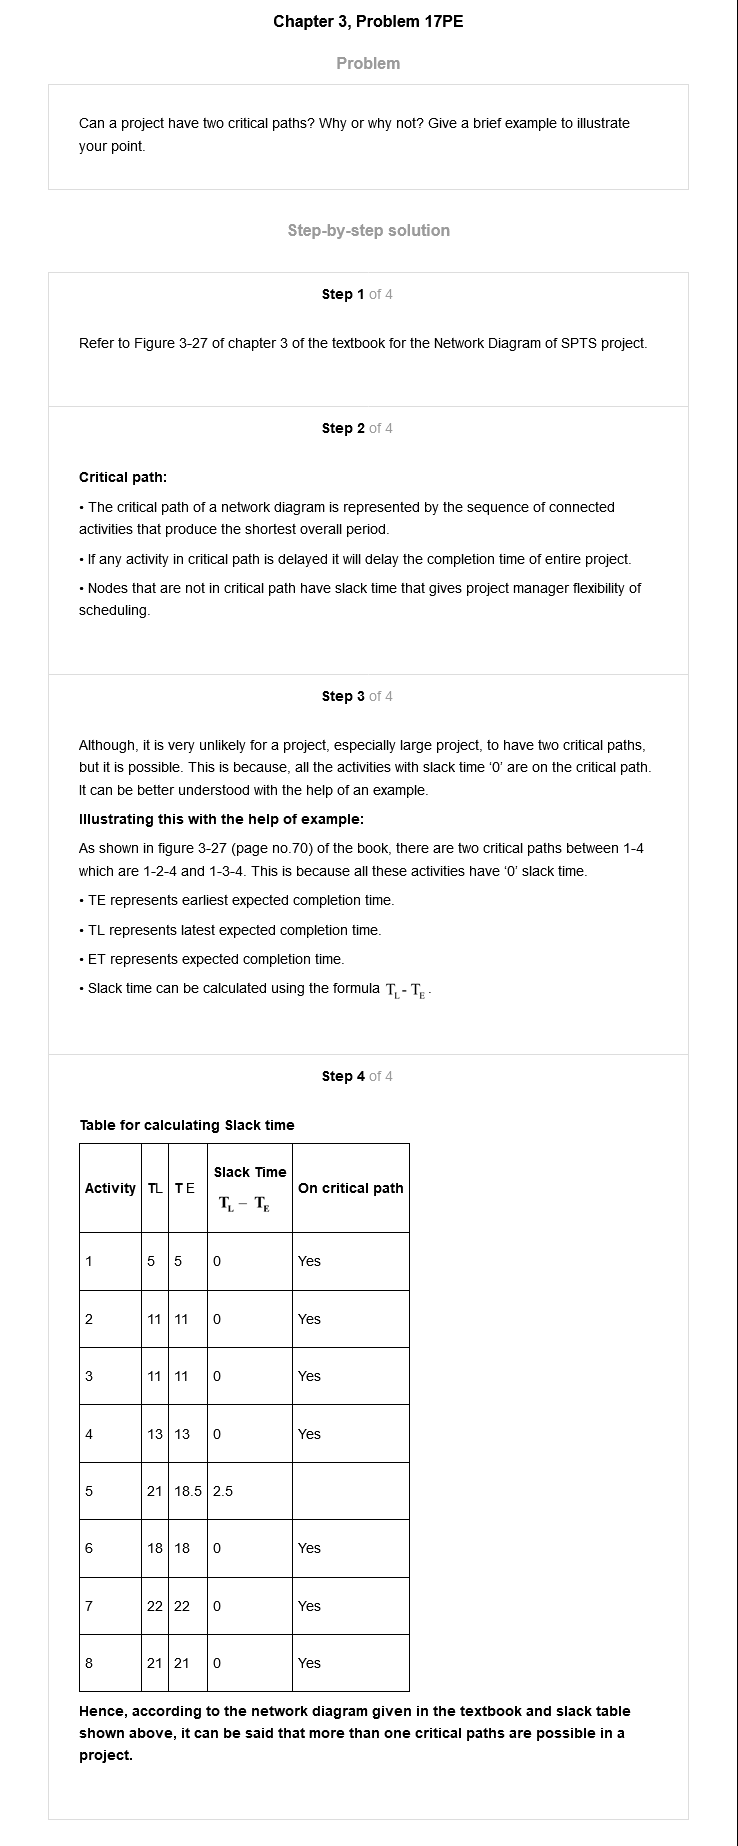 Chapter 3, Problem 17PE
Problem
Can a project have two critical paths? Why or why not? Give a brief example to illustrate
your point.
Step-by-step solution
Step 1 of 4
Refer to Figure 3-27 of chapter 3 of the textbook for the Network Diagram of SPTS project.
Step 2 of 4
Critical path:
• The critical path of a network diagram is represented by the sequence of connected
activities that produce the shortest overall period.
• If any activity in critical path is delayed it will delay the completion time of entire project.
• Nodes that are not in critical path have slack time that gives project manager flexibility of
scheduling.
Step 3 of 4
Although, it is very unlikely for a project, especially large project, to have two critical paths,
but it is possible. This is because, all the activities with slack time ‘0’ are on the critical path.
It can be better understood with the help of an example.
Illustrating this with the help of example:
As shown in figure 3-27 (page no.70) of the book, there are two critical paths between 1-4
which are 1-2-4 and 1-3-4. This is because all these activities have ‘0’ slack time.
• TE represents earliest expected completion time.
• TL represents latest expected completion time.
• ET represents expected completion time.
• Slack time can be calculated using the formula T_L - T_E .
Step 4 of 4
Table for calculating Slack time
Activity TL T E Slack Time T_L – T_E On critical path
1 5 5 0 Yes
2 11 11 0 Yes
3 11 11 0 Yes
4 13 13 0 Yes
5 21 18.5 2.5
6 18 18 0 Yes
7 22 22 0 Yes
8 21 21 0 Yes
Hence, according to the network diagram given in the textbook and slack table
shown above, it can be said that more than one critical paths are possible in a
project.